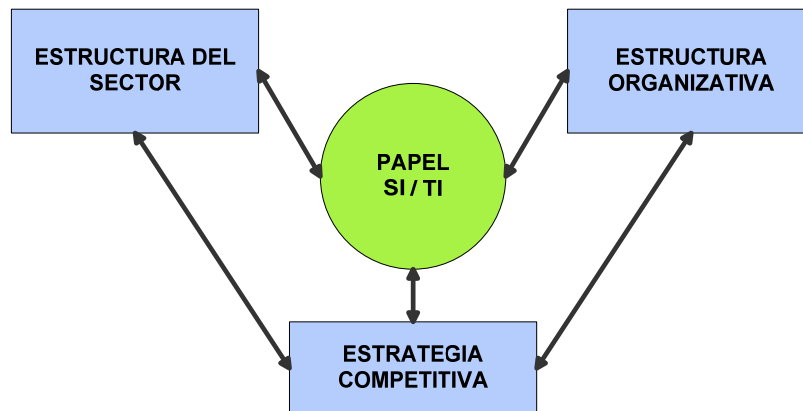 ESTRUCTURA DEL
SECTOR
ESTRUCTURA
ORGANIZATIVA
PAPEL
SI / TI
ESTRATEGIA
COMPETITIVA